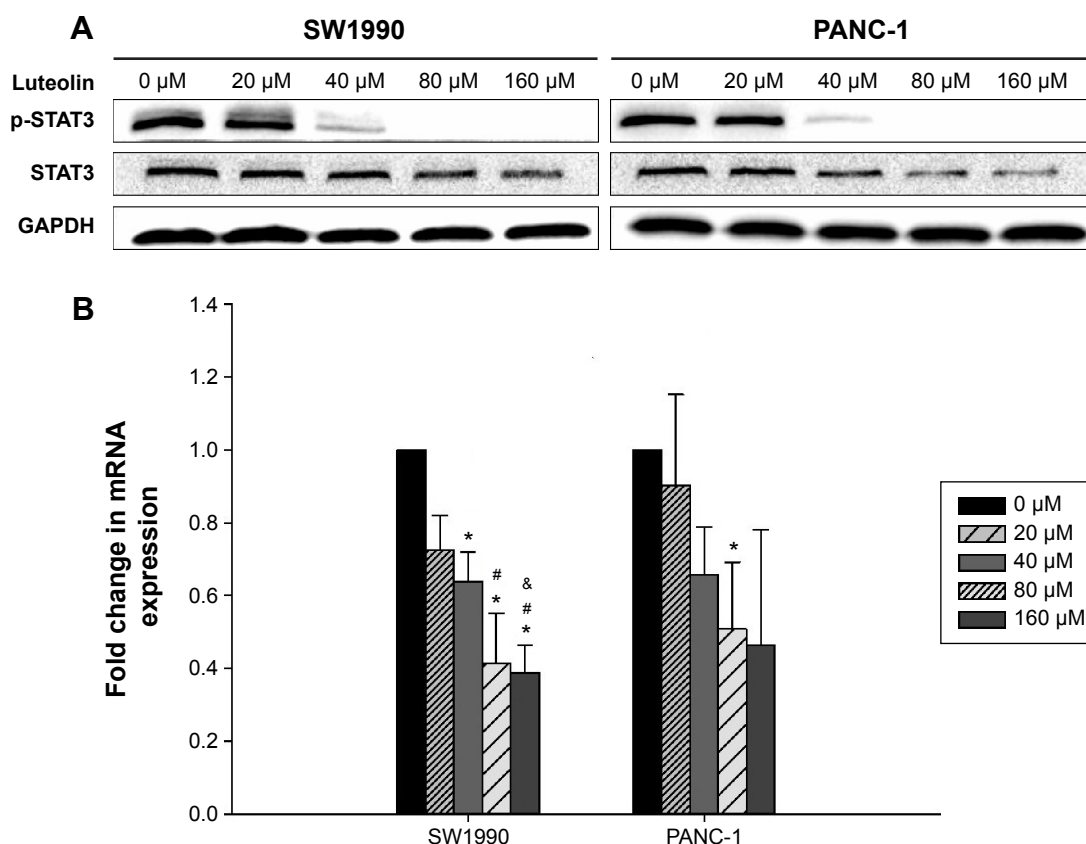 A
SW1990
PANC-1
Luteolin 0 µM 20 µM 40 µM 80 µM 160 µM 0 µM 20 µM 40 µM 80 µM 160 µM
p-STAT3
STAT3
GAPDH
B
Fold change in mRNA
expression
1.4
1.2
1.0
0.8
0.6
0.4
0.2
0.0
*
#
*
&
#
*
*
SW1990
PANC-1
0 µM
20 µM
40 µM
80 µM
160 µM